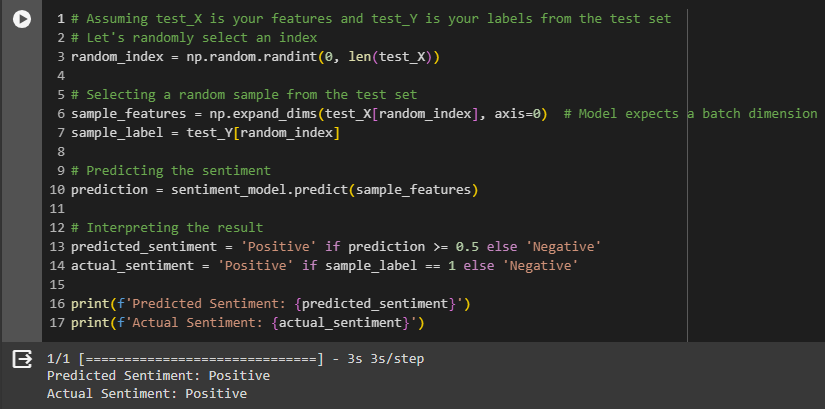 1 # Assuming test_X is your features and test_Y is your labels from the test set
2 # Let's randomly select an index
3 random_index = np.random.randint(0, len(test_X))
4
5 # Selecting a random sample from the test set
6 sample_features = np.expand_dims(test_X[random_index], axis=0)  # Model expects a batch dimension
7 sample_label = test_Y[random_index]
8
9 # Predicting the sentiment
10 prediction = sentiment_model.predict(sample_features)
11
12 # Interpreting the result
13 predicted_sentiment = 'Positive' if prediction >= 0.5 else 'Negative'
14 actual_sentiment = 'Positive' if sample_label == 1 else 'Negative'
15
16 print(f'Predicted Sentiment: {predicted_sentiment}')
17 print(f'Actual Sentiment: {actual_sentiment}')
1/1 [==============================] - 3s 3s/step
Predicted Sentiment: Positive
Actual Sentiment: Positive